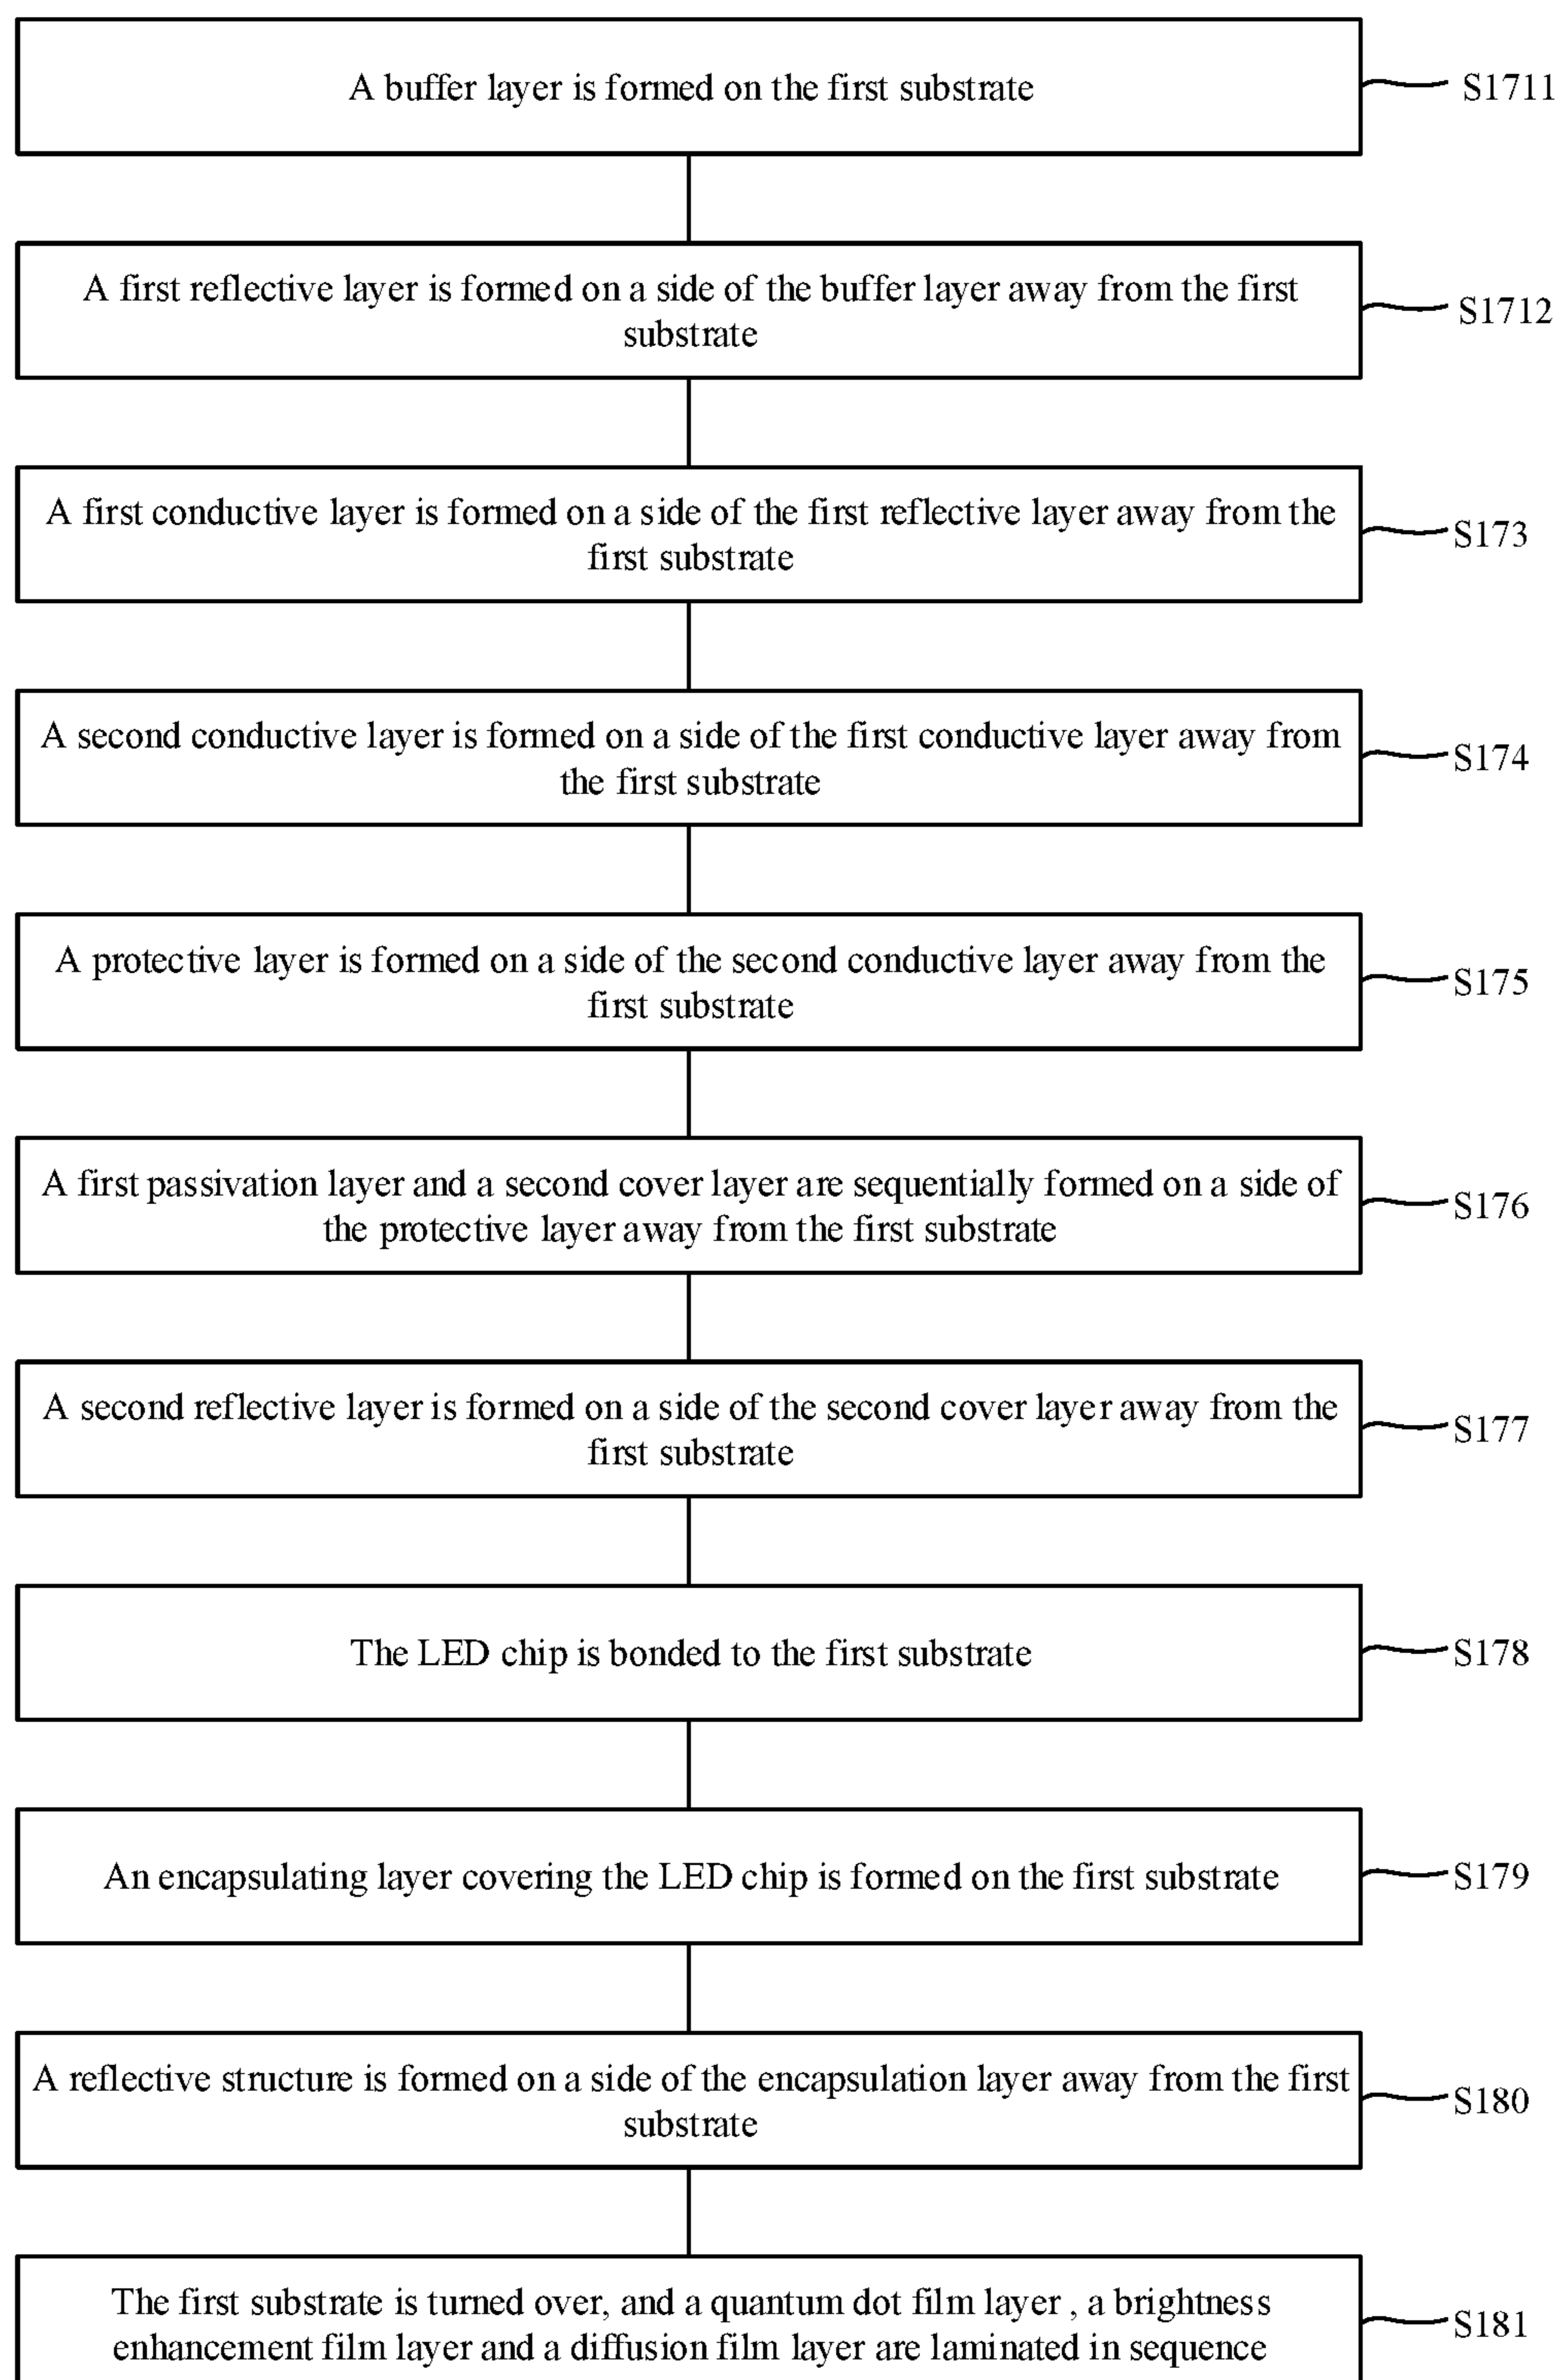 A buffer layer is formed on the first substrate
S1711
A first reflective layer is formed on a side of the buffer layer away from the first
substrate
S1712
A first conductive layer is formed on a side of the first reflective layer away from the
first substrate
S173
A second conductive layer is formed on a side of the first conductive layer away from
the first substrate
S174
A protective layer is formed on a side of the second conductive layer away from the
first substrate
S175
A first passivation layer and a second cover layer are sequentially formed on a side of
the protective layer away from the first substrate
S176
A second reflective layer is formed on a side of the second cover layer away from the
first substrate
S177
The LED chip is bonded to the first substrate
S178
An encapsulating layer covering the LED chip is formed on the first substrate
S179
A reflective structure is formed on a side of the encapsulation layer away from the first
substrate
S180
The first substrate is turned over, and a quantum dot film layer , a brightness
enhancement film layer and a diffusion film layer are laminated in sequence
S181